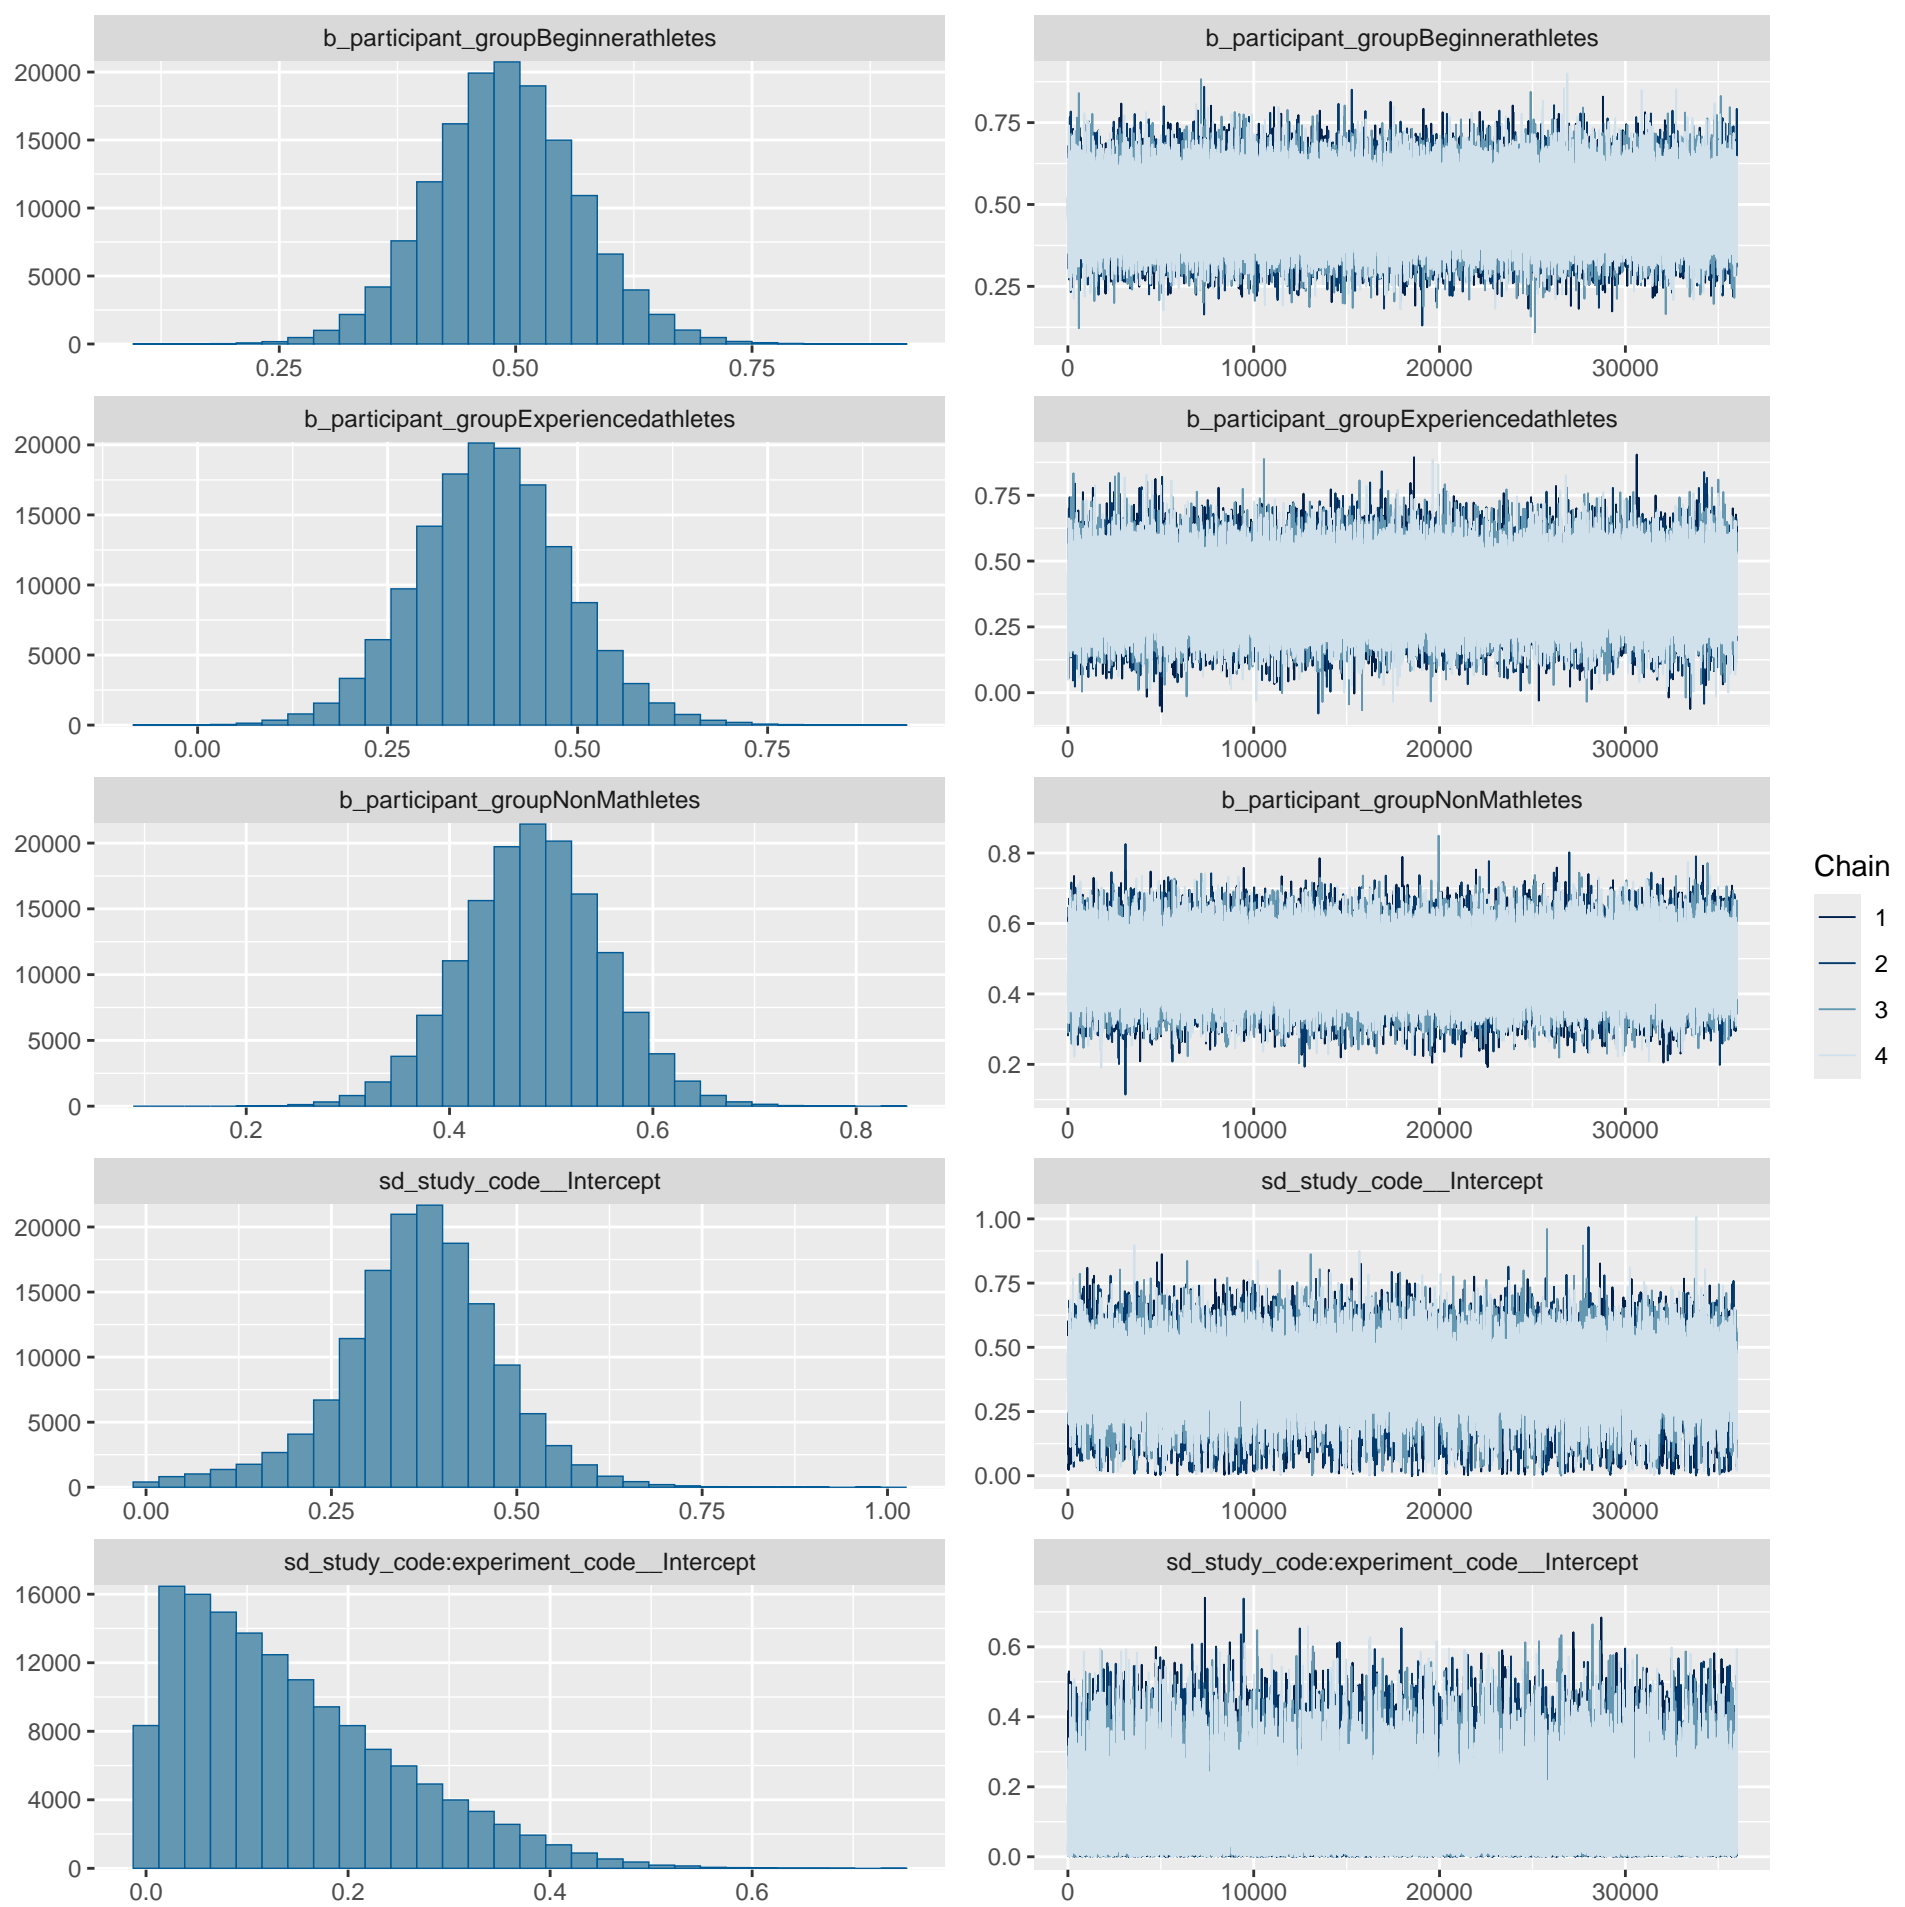 b_participant_groupBeginnerathletes
20000
15000
10000
5000
0
0.25 0.50 0.75
b_participant_groupBeginnerathletes
0.75
0.50
0.25
0 10000 20000 30000
b_participant_groupExperiencedathletes
20000
15000
10000
5000
0
0.00 0.25 0.50 0.75
b_participant_groupExperiencedathletes
0.75
0.50
0.25
0.00
0 10000 20000 30000
b_participant_groupNonMathletes
20000
15000
10000
5000
0
0.2 0.4 0.6 0.8
b_participant_groupNonMathletes
0.8
0.6
0.4
0.2
0 10000 20000 30000
sd_study_code__Intercept
20000
15000
10000
5000
0
0.00 0.25 0.50 0.75 1.00
sd_study_code__Intercept
1.00
0.75
0.50
0.25
0.00
0 10000 20000 30000
sd_study_code:experiment_code__Intercept
16000
12000
8000
4000
0
0.0 0.2 0.4 0.6
sd_study_code:experiment_code__Intercept
0.6
0.4
0.2
0.0
0 10000 20000 30000
Chain
1
2
3
4